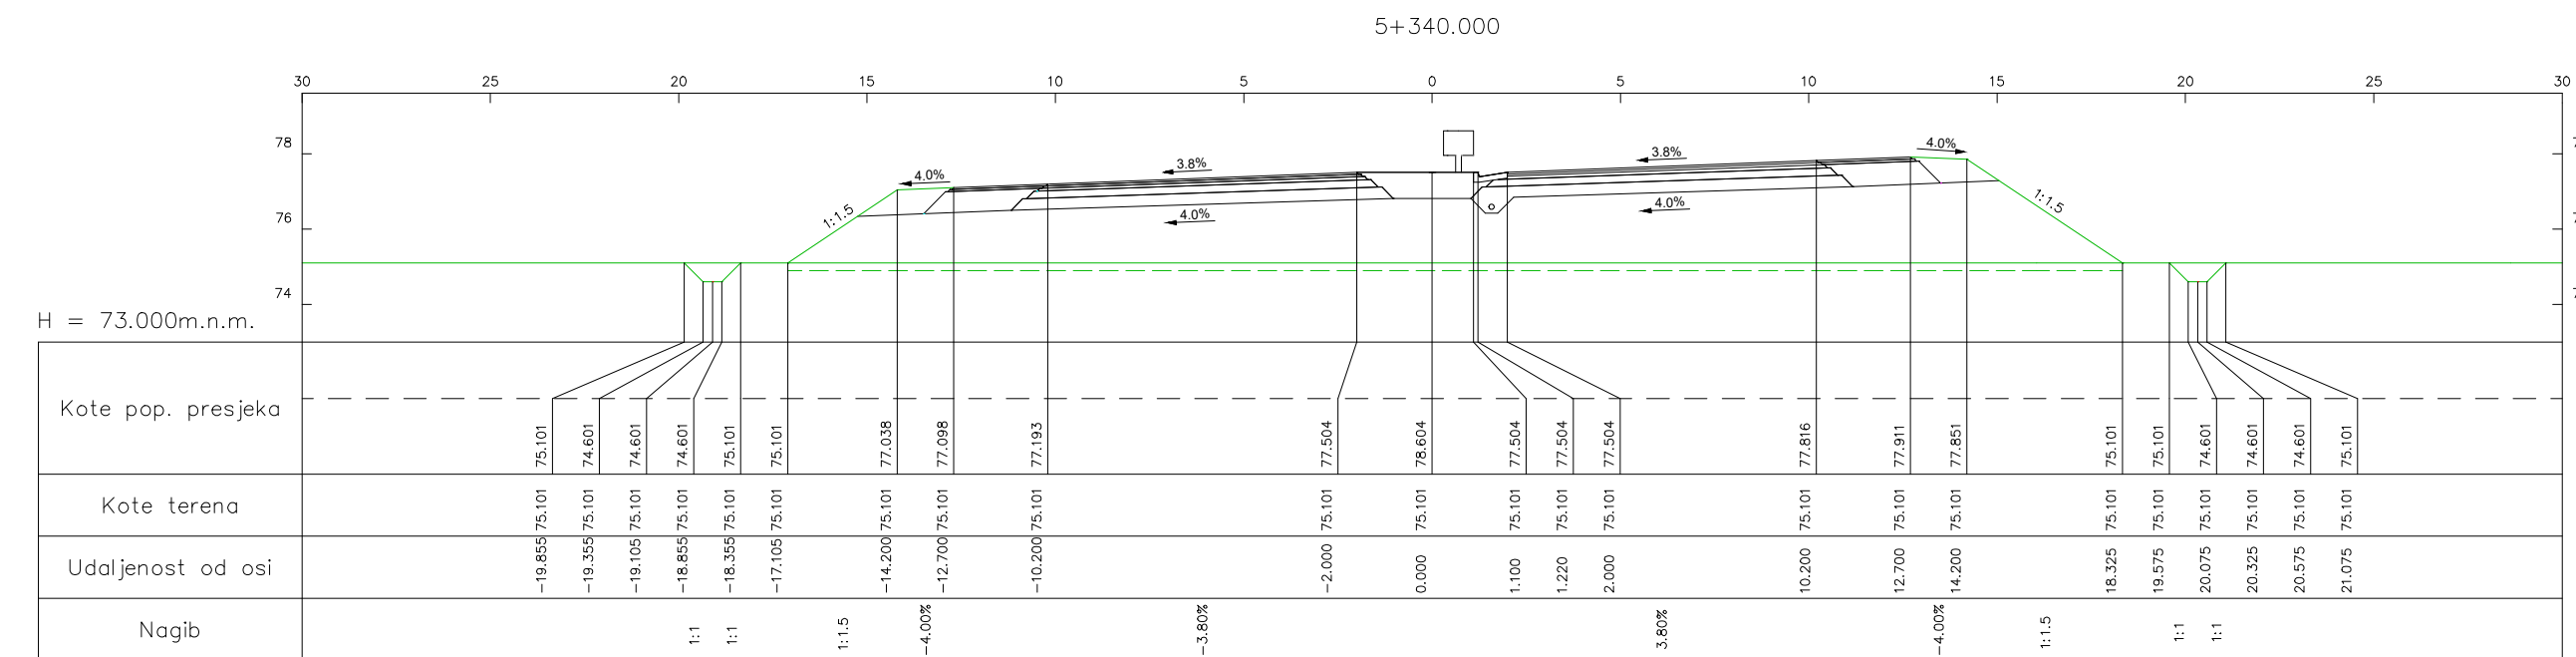 5+340.000
30 25 20 15 10 5 0 5 10 15 20 25 30
78
76
74
4.0% 3.8% 3.8% 4.0%
1:1.5 4.0% 4.0% 1:1.5
H = 73.000m.n.m.
Kote pop. presjeka 75.101 74.601 74.601 74.601 75.101 75.101 77.038 77.098 77.193 77.504 78.604 77.504 77.504 77.504 77.816 77.911 77.851 75.101 75.101 74.601 74.601 74.601 75.101
Kote terena 75.101 75.101 75.101 75.101 75.101 75.101 75.101 75.101 75.101 75.101 75.101 75.101 75.101 75.101 75.101 75.101 75.101 75.101 75.101 75.101 75.101 75.101 75.101
Udaljenost od osi -19.855 -19.355 -19.105 -18.855 -18.355 -17.105 -14.200 -12.700 -10.200 -2.000 0.000 1.100 1.220 2.000 10.200 12.700 14.200 18.325 19.575 20.075 20.325 20.575 21.075
Nagib 1:1 1:1 1:1.5 -4.00% -3.80% 3.80% -4.00% 1:1.5 1:1 1:1